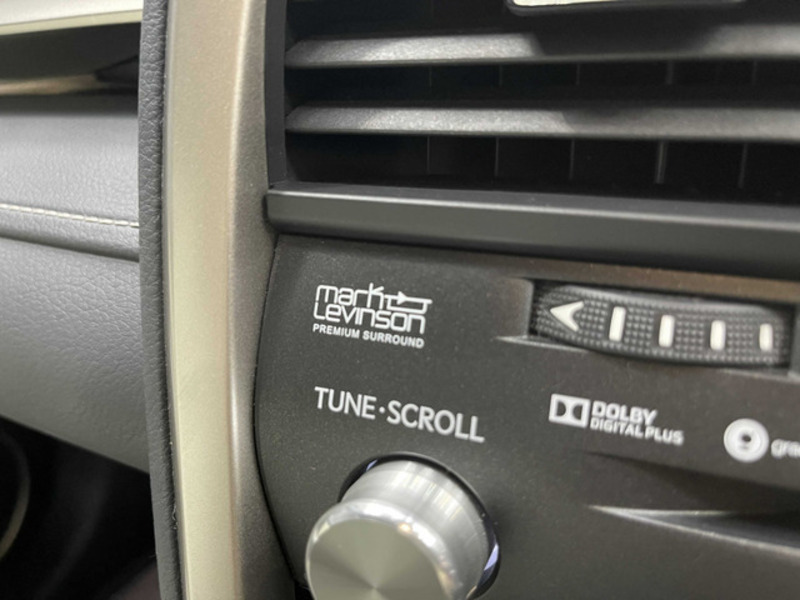 mark
Levinson
PREMIUM SURROUND
TUNE·SCROLL
DOLBY
DIGITAL PLUS